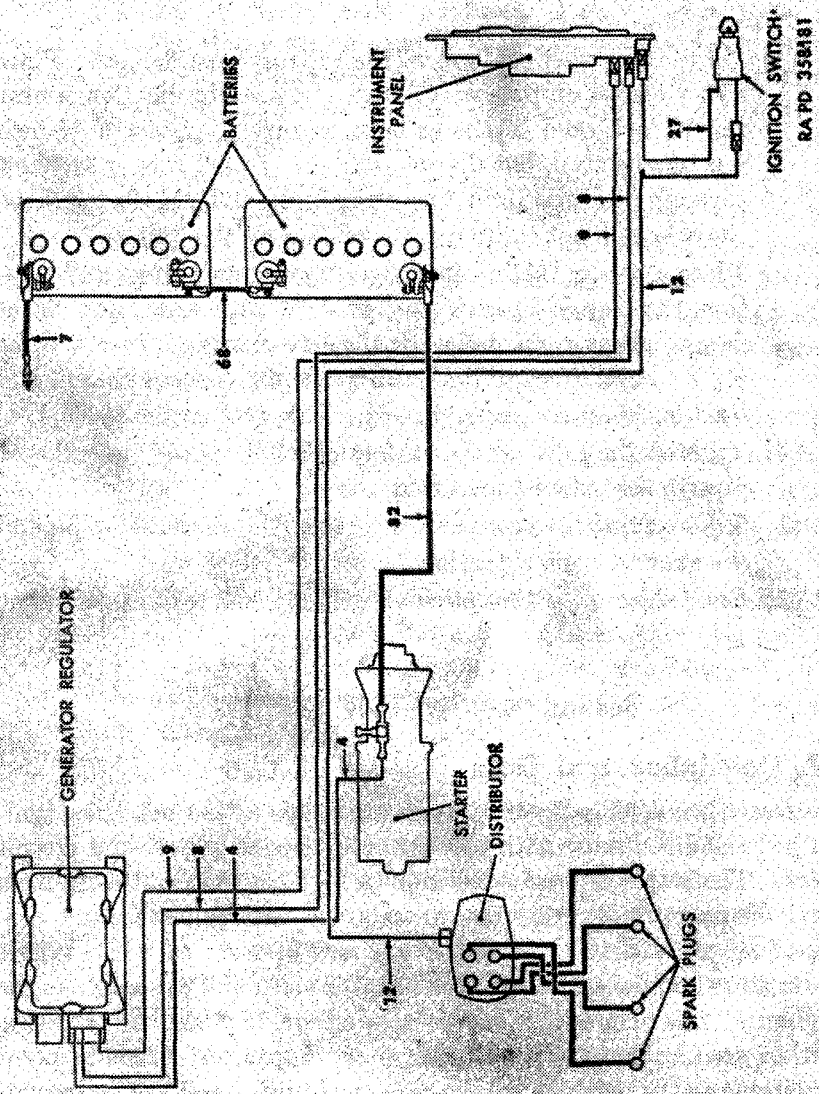 GENERATOR REGULATOR
BATTERIES
INSTRUMENT
PANEL
IGNITION SWITCH*
RA PD 358181
7
68
82
27
12
9
8
4
4
12
STARTER
DISTRIBUTOR
SPARK PLUGS